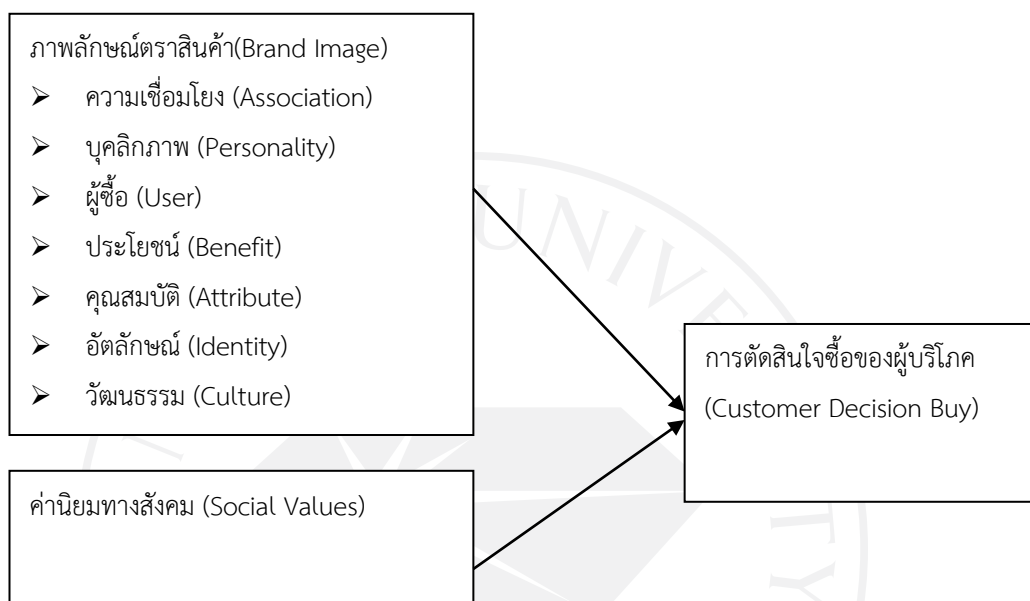 ภาพลักษณ์ตราสินค้า(Brand Image)
➢ ความเชื่อมโยง (Association)
➢ บุคลิกภาพ (Personality)
➢ ผู้ซื้อ (User)
➢ ประโยชน์ (Benefit)
➢ คุณสมบัติ (Attribute)
➢ อัตลักษณ์ (Identity)
➢ วัฒนธรรม (Culture)
การตัดสินใจซื้อของผู้บริโภค
(Customer Decision Buy)
ค่านิยมทางสังคม (Social Values)